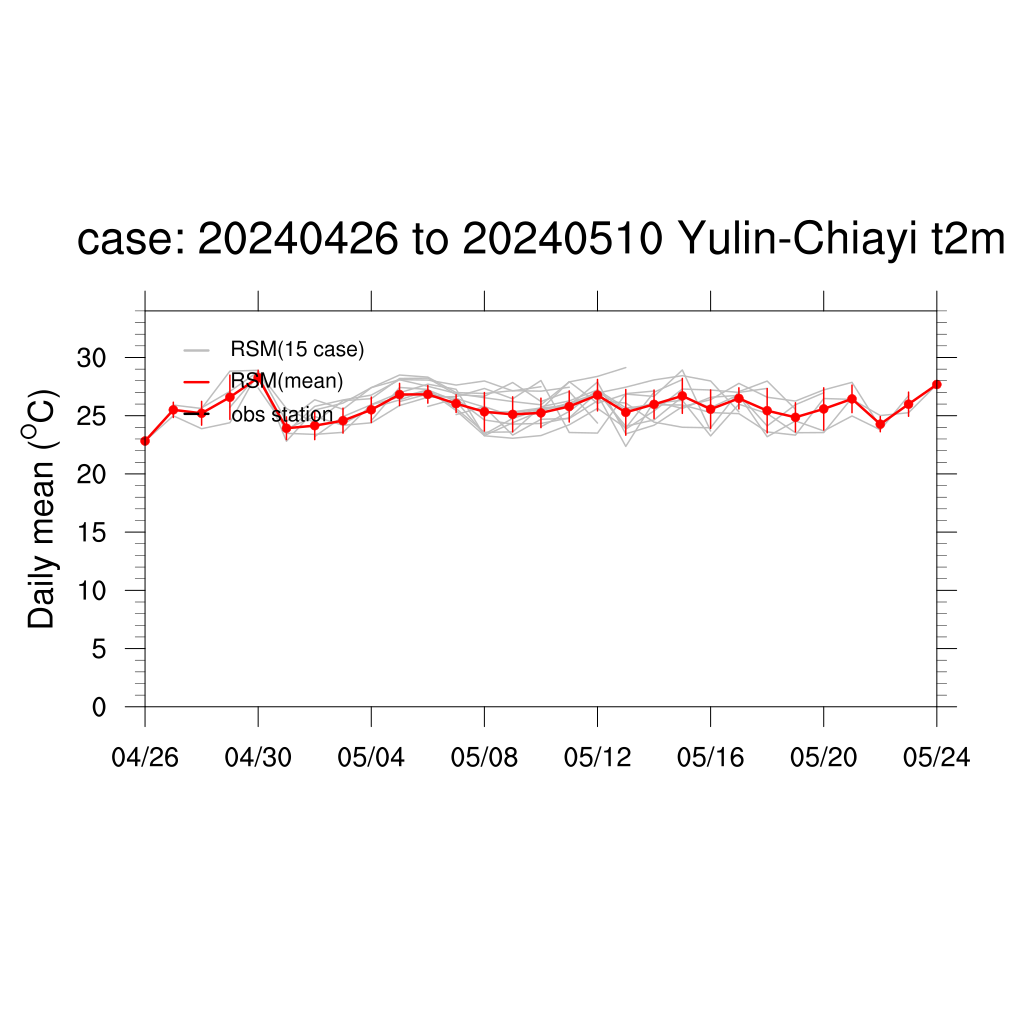 case: 20240426 to 20240510 Yulin-Chiayi t2m
RSM(15 case)
RSM(mean)
obs station
Daily mean (°C)
30
25
20
15
10
5
0
04/26 04/30 05/04 05/08 05/12 05/16 05/20 05/24